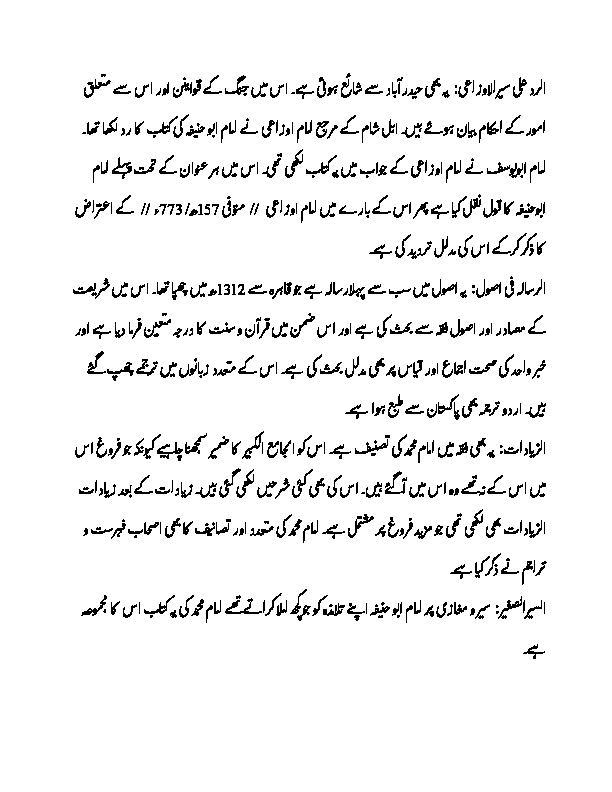 الرد علی سیر الاوزاعی: یہ بھی حیدر آباد سے شائع ہوئی ہے۔ اس میں جنگ کے قوانین اور اس سے متعلق
امور کے احکام بیان ہوئے ہیں۔ اہل شام کے مرجع امام اوزاعی نے امام ابو حنیفہ کی کتاب کا رد لکھا تھا۔
امام ابویوسف نے امام اوزاعی کے جواب میں یہ کتاب لکھی تھی۔ اس میں ہر عنوان کے تحت پہلے امام
ابوحنیفہ کا قول نقل کیا ہے پھر اس کے بارے میں امام اوزاعی // متوفی 157ھ/ 773ء // کے اعتراض
کا ذکر کرکے اس کی مدلل تردید کی ہے۔
الرسالہ فی اصول: یہ اصول میں سب سے پہلا رسالہ ہے جو قاہرہ سے 1312ھ میں چھپا تھا۔ اس میں شریعت
کے مصادر اور اصول فقہ سے بحث کی ہے اور اس ضمن میں قرآن و سنت کا درجہ متعین فرما دیا ہے اور
خبر واحد کی صحت اجماع اور قیاس پر بھی مدلل بحث کی ہے۔ اس کے متعدد زبانوں میں ترجمے چھپ گئے
ہیں۔ اردو ترجمہ بھی پاکستان سے طبع ہوا ہے۔
الزیادات: یہ بھی فقہ میں امام محمد کی تصنیف ہے۔ اس کو الجامع الکبیر کا ضمیر سمجھنا چاہیے کیونکہ جو فروغ اس
میں اس کے نہ تھے وہ اس میں آگئے ہیں۔ اس کی بھی کئی شرحیں لکھی گئی ہیں۔ زیادات کے بعد زیادات
الزیادات بھی لکھی تھی جو مزید فروغ پر مشتمل ہے۔ امام محمد کی متعدد اور تصانیف کا بھی اصحاب فہرست و
تراجم نے ذکر کیا ہے۔
السیر الصغیر: سیر و مغازی پر امام ابو حنیفہ اپنے تلامذہ کو جو کچھ املا کراتے تھے امام محمد کی یہ کتاب اس کا مجموعہ
ہے۔